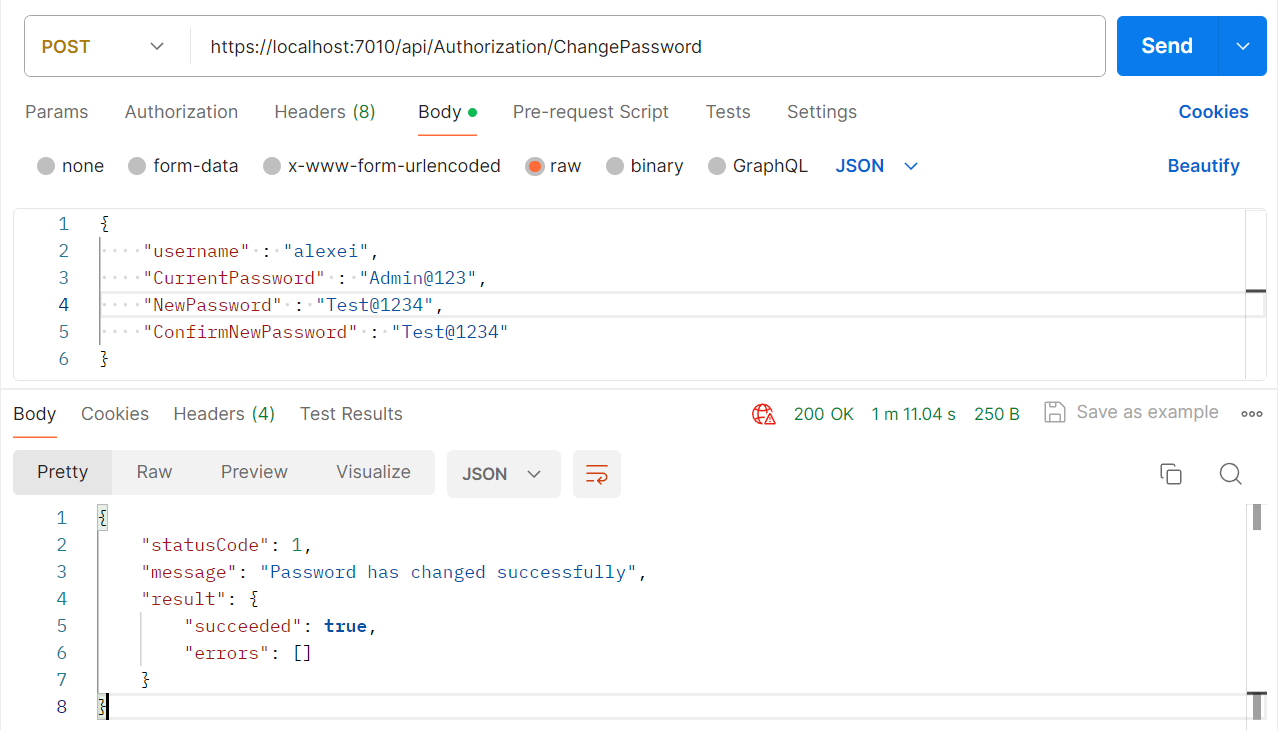 POST https://localhost:7010/api/Authorization/ChangePassword Send
Params Authorization Headers (8) Body Pre-request Script Tests Settings Cookies
none form-data x-www-form-urlencoded raw binary GraphQL JSON Beautify
1 {
2 "username" : "alexei",
3 "CurrentPassword" : "Admin@123",
4 "NewPassword" : "Test@1234",
5 "ConfirmNewPassword" : "Test@1234"
6 }
Body Cookies Headers (4) Test Results 200 OK 1 m 11.04 s 250 B Save as example
Pretty Raw Preview Visualize JSON
1 {
2 "statusCode": 1,
3 "message": "Password has changed successfully",
4 "result": {
5 "succeeded": true,
6 "errors": []
7 }
8 }